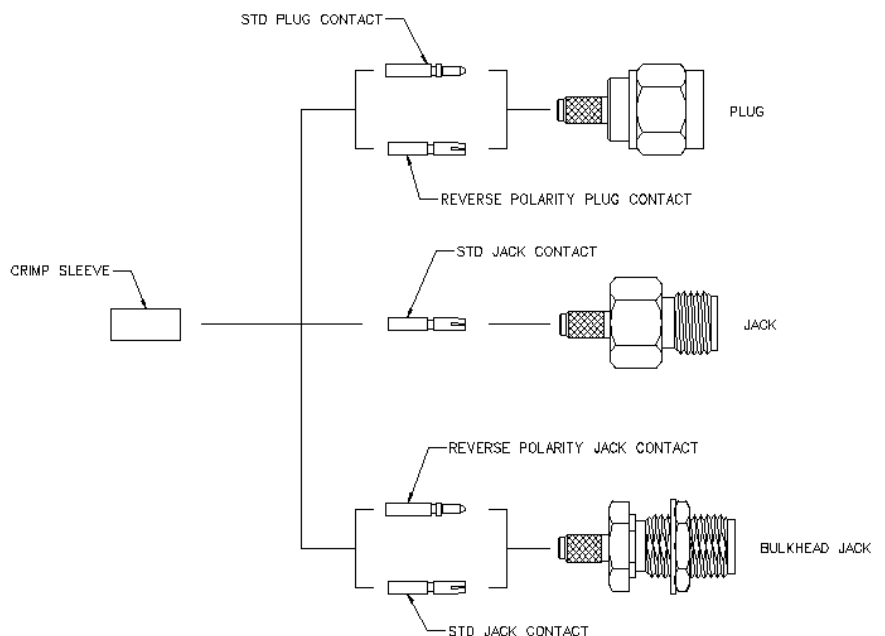 STD PLUG CONTACT
PLUG
REVERSE POLARITY PLUG CONTACT
STD JACK CONTACT
CRIMP SLEEVE
JACK
REVERSE POLARITY JACK CONTACT
BULKHEAD JACK
STD JACK CONTACT